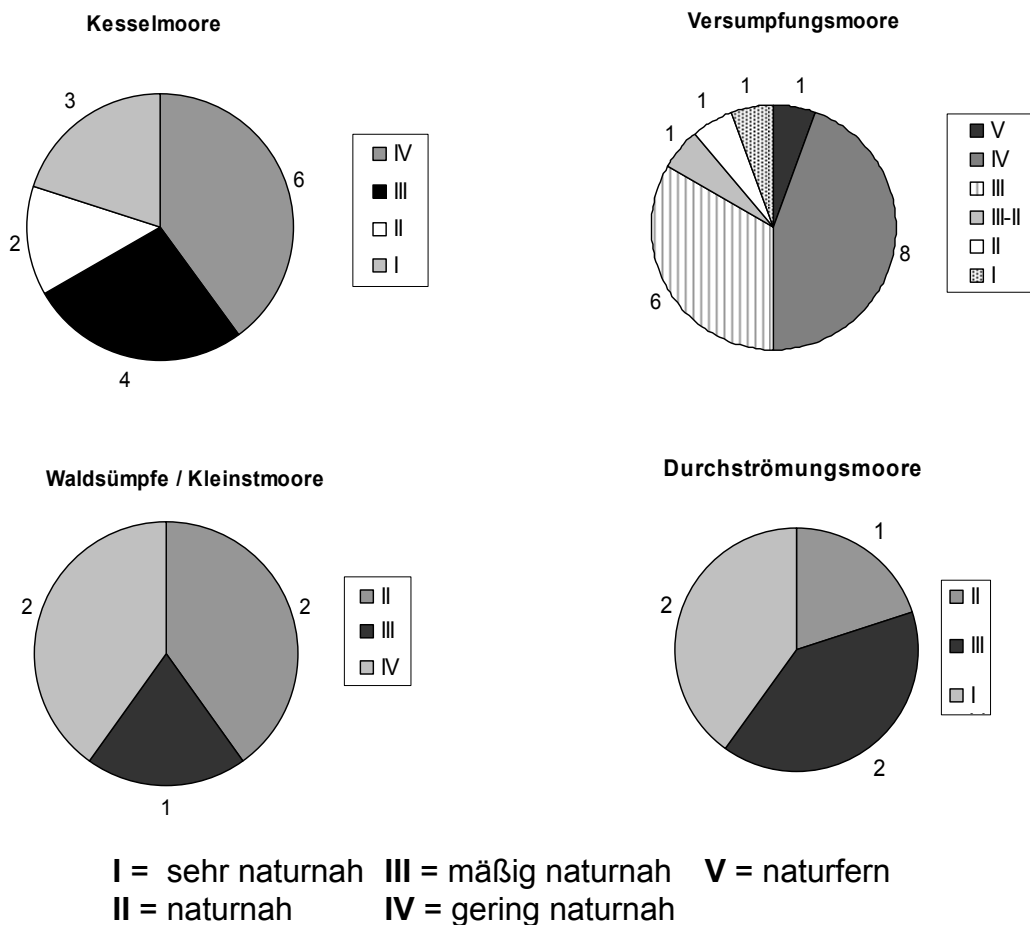 Kesselmoore
3
6
2
4
IV
III
II
I
Versumpfungsmoore
1
1
1
1
8
6
V
IV
III
III-II
II
I
Waldsümpfe / Kleinstmoore
2
2
1
II
III
IV
Durchströmungsmoore
1
2
2
II
III
I
I = sehr naturnah III = mäßig naturnah V = naturfern
II = naturnah IV = gering naturnah